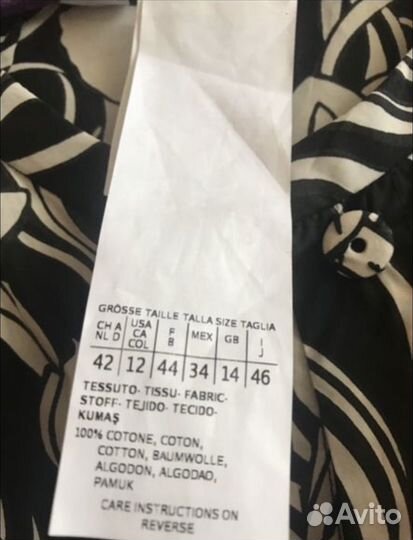 GRÖSSE TAILLE TALLA SIZE TAGLIA
CH A NL D | USA CA COL | F B | MEX | GB | I J
42 | 12 | 44 | 34 | 14 | 46
TESSUTO- TISSU- FABRIC-
STOFF- TEJIDO- TECIDO-
KUMAŞ
100% COTONE, COTON,
COTTON, BAUMWOLLE,
ALGODON, ALGODAO,
PAMUK
CARE INSTRUCTIONS ON
REVERSE
Avito